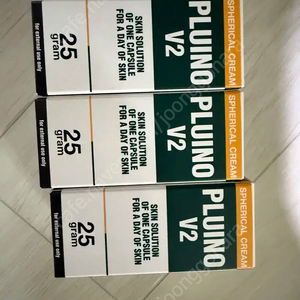 SPHERICAL CREAM
PLUINO
V2
SKIN SOLUTION
OF ONE CAPSULE
FOR A DAY OF SKIN
25
gram
for external use only
SPHERICAL CREAM
PLUINO
V2
SKIN SOLUTION
OF ONE CAPSULE
FOR A DAY OF SKIN
25
gram
for external use only
SPHERICAL CREAM
PLUINO
V2
SKIN SOLUTION
OF ONE CAPSULE
FOR A DAY OF SKIN
25
gram
for external use only